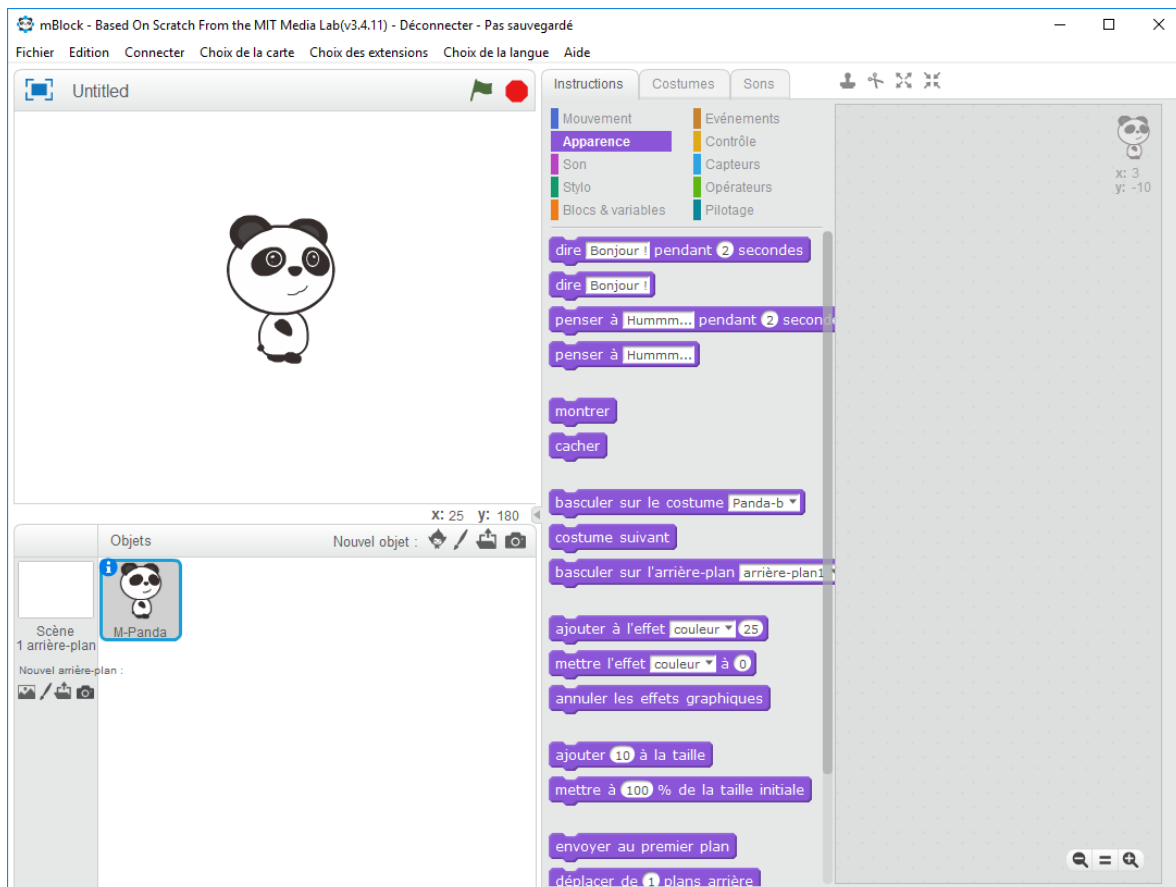 mBlock - Based On Scratch From the MIT Media Lab(v3.4.11) - Déconnecter - Pas sauvegardé
Fichier Edition Connecter Choix de la carte Choix des extensions Choix de la langue Aide
Untitled
x: 25 y: 180
Objets
Nouvel objet :
Scène
1 arrière-plan
M-Panda
Nouvel arrière-plan :
Instructions Costumes Sons
Mouvement Evénements
Apparence Contrôle
Son Capteurs
Stylo Opérateurs
Blocs & variables Pilotage
dire Bonjour ! pendant 2 secondes
dire Bonjour !
penser à Hummm... pendant 2 seconde
penser à Hummm...
montrer
cacher
basculer sur le costume Panda-b
costume suivant
basculer sur l'arrière-plan arrière-plan1
ajouter à l'effet couleur 25
mettre l'effet couleur à 0
annuler les effets graphiques
ajouter 10 à la taille
mettre à 100 % de la taille initiale
envoyer au premier plan
déplacer de 1 plans arrière
x: 3
y: -10